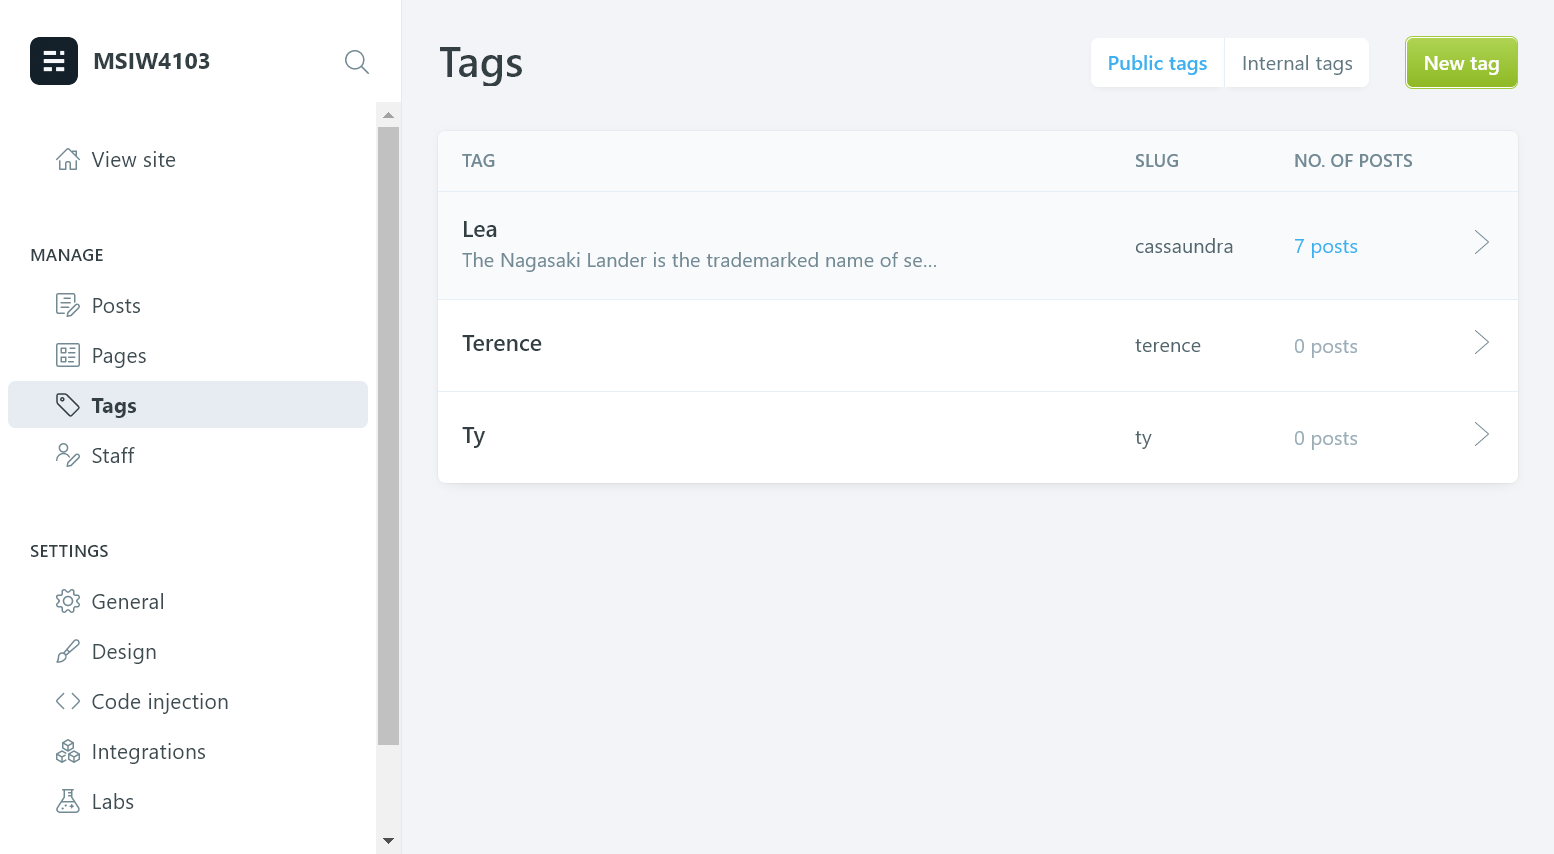 MSIW4103
View site
MANAGE
Posts
Pages
Tags
Staff
SETTINGS
General
Design
Code injection
Integrations
Labs
Tags
Public tags
Internal tags
New tag
TAG SLUG NO. OF POSTS
Lea
The Nagasaki Lander is the trademarked name of se...
cassaundra
7 posts
Terence terence 0 posts
Ty ty 0 posts